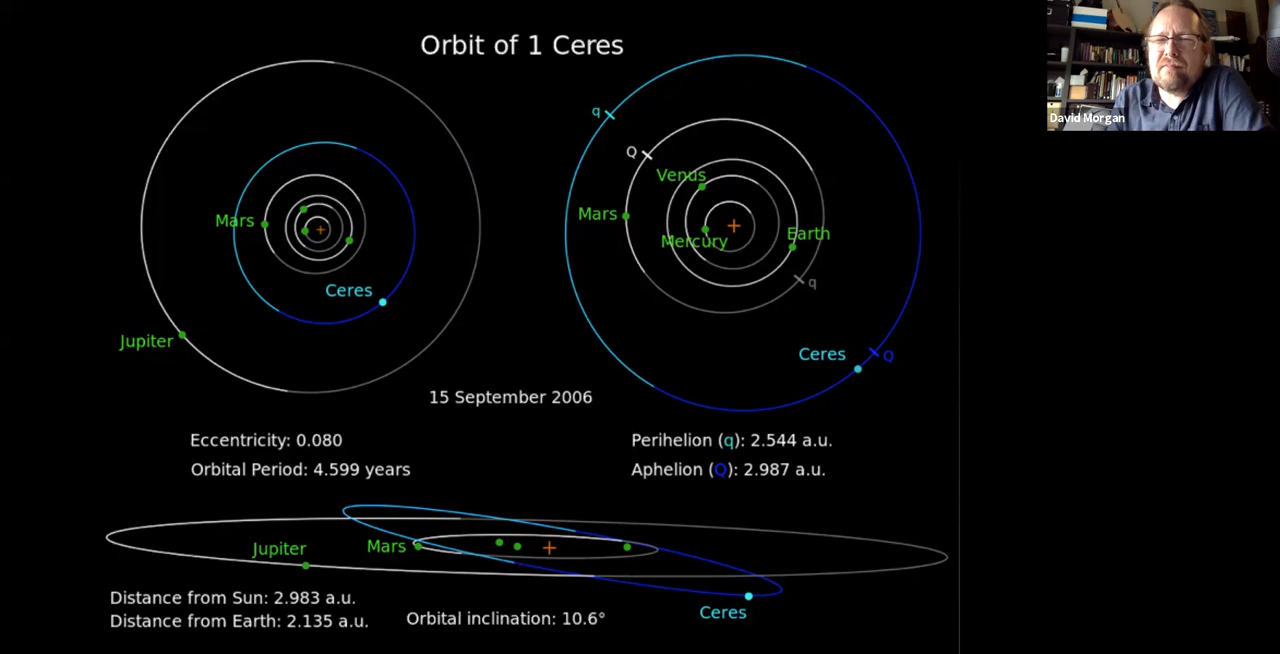 Orbit of 1 Ceres
David Morgan
Mars
Ceres
Jupiter
q
Q
Venus
Mars
Mercury
Earth
q
Ceres
Q
15 September 2006
Eccentricity: 0.080
Orbital Period: 4.599 years
Perihelion (q): 2.544 a.u.
Aphelion (Q): 2.987 a.u.
Jupiter
Mars
Ceres
Distance from Sun: 2.983 a.u.
Distance from Earth: 2.135 a.u.
Orbital inclination: 10.6°